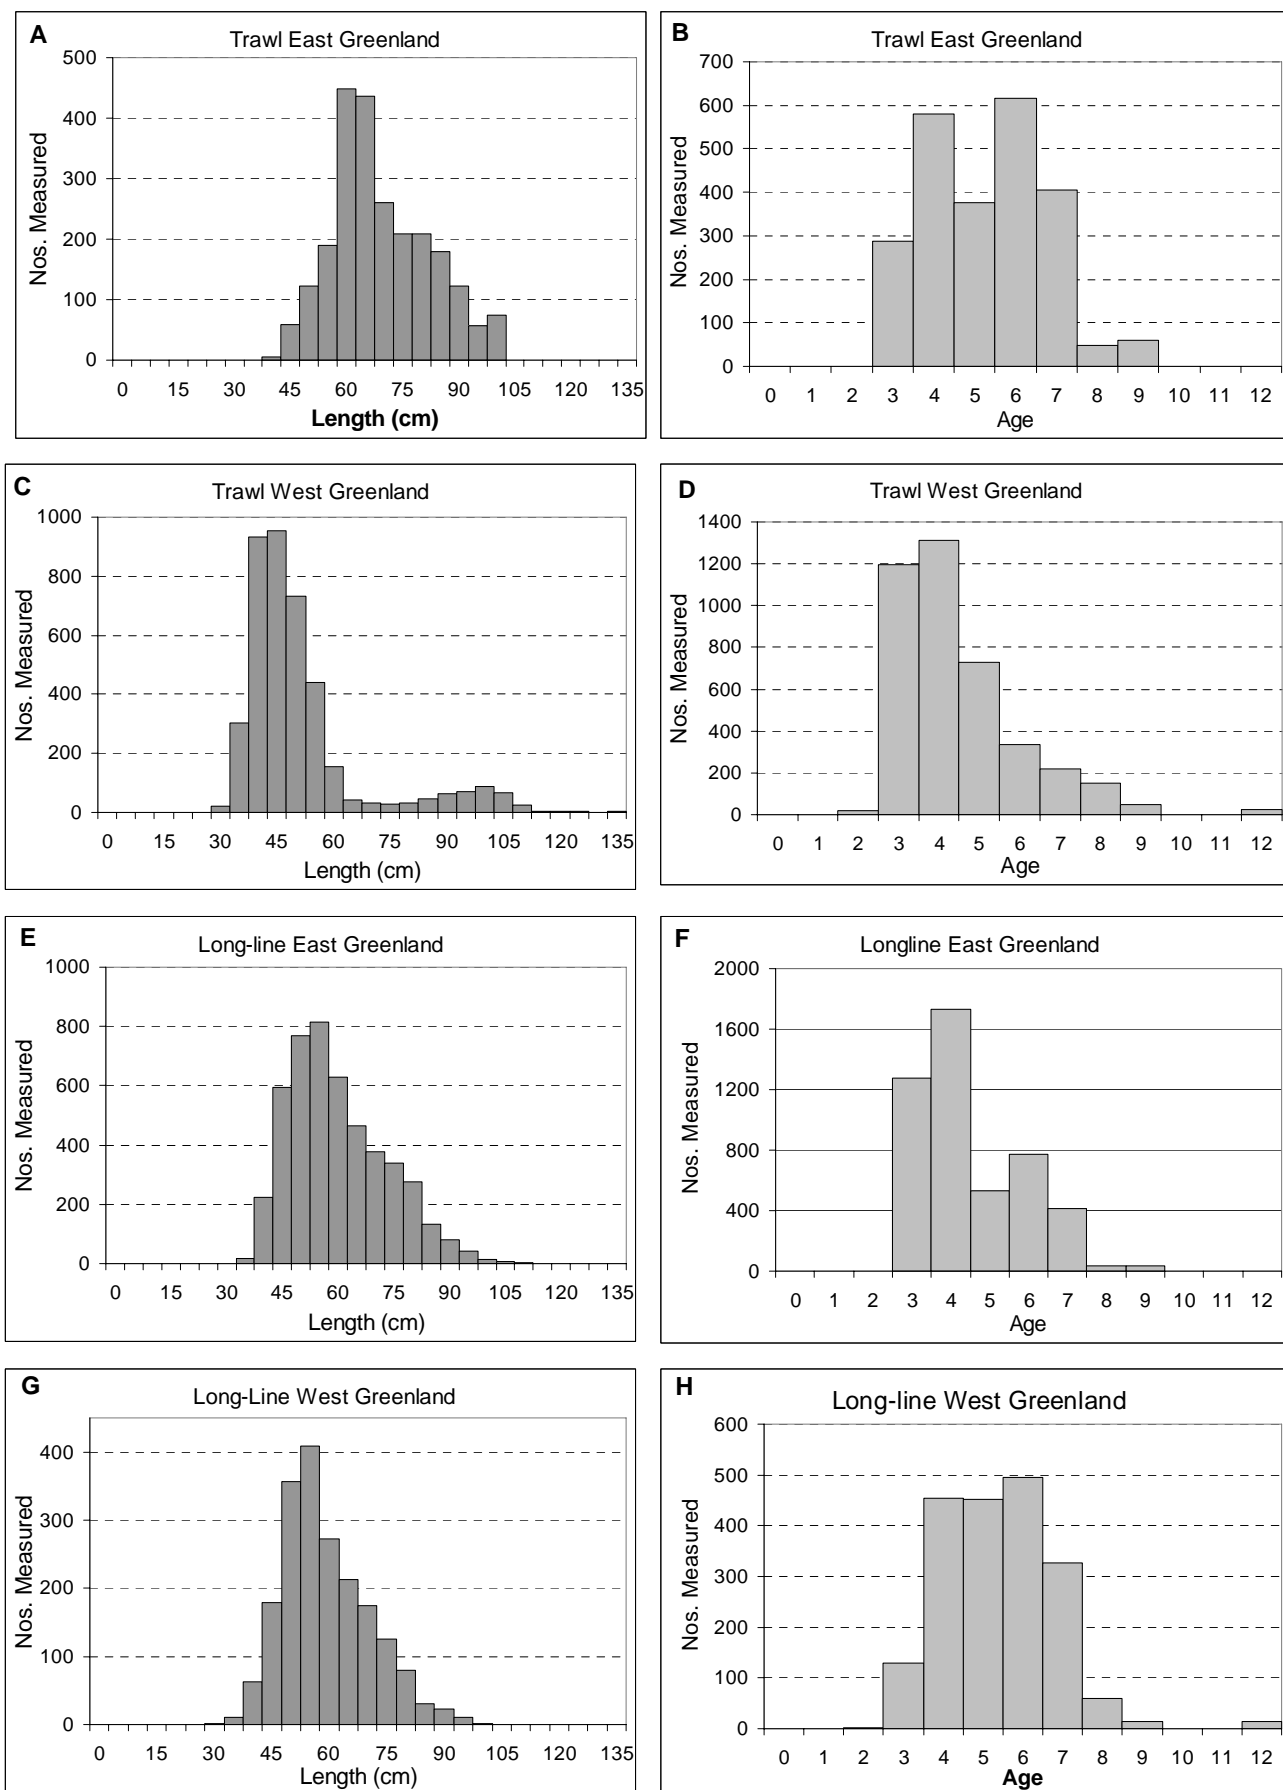 A
Trawl East Greenland
500
400
300
200
100
0
Nos. Measured
0 15 30 45 60 75 90 105 120 135
Length (cm)
B
Trawl East Greenland
700
600
500
400
300
200
100
0
Nos. Measured
0 1 2 3 4 5 6 7 8 9 10 11 12
Age
C
Trawl West Greenland
1000
800
600
400
200
0
Nos. Measured
0 15 30 45 60 75 90 105 120 135
Length (cm)
D
Trawl West Greenland
1400
1200
1000
800
600
400
200
0
Nos. Measured
0 1 2 3 4 5 6 7 8 9 10 11 12
Age
E
Long-line East Greenland
1000
800
600
400
200
0
Nos. Measured
0 15 30 45 60 75 90 105 120 135
Length (cm)
F
Longline East Greenland
2000
1600
1200
800
400
0
Nos. Measured
0 1 2 3 4 5 6 7 8 9 10 11 12
Age
G
Long-Line West Greenland
400
300
200
100
0
Nos. Measured
0 15 30 45 60 75 90 105 120 135
Length (cm)
H
Long-line West Greenland
600
500
400
300
200
100
0
Nos. Measured
0 1 2 3 4 5 6 7 8 9 10 11 12
Age